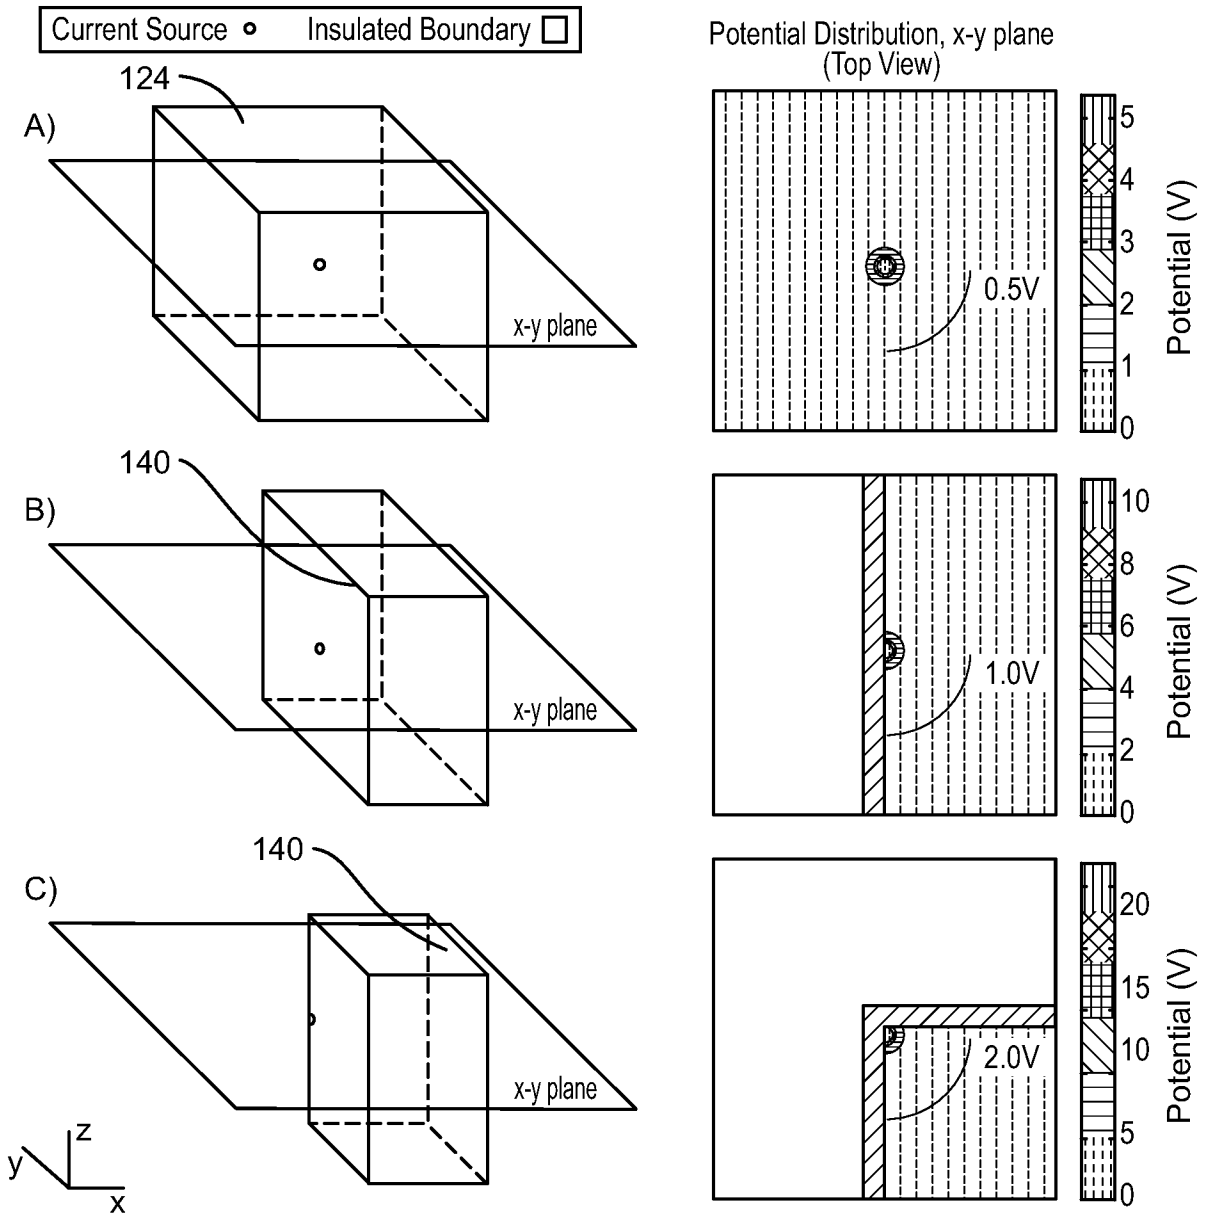 Current Source Insulated Boundary
Potential Distribution, x-y plane
(Top View)
124
A)
x-y plane
0.5V
5
4
3
2
1
0
Potential (V)
140
B)
x-y plane
1.0V
10
8
6
4
2
0
Potential (V)
140
C)
x-y plane
2.0V
20
15
10
5
0
Potential (V)
z
y
x